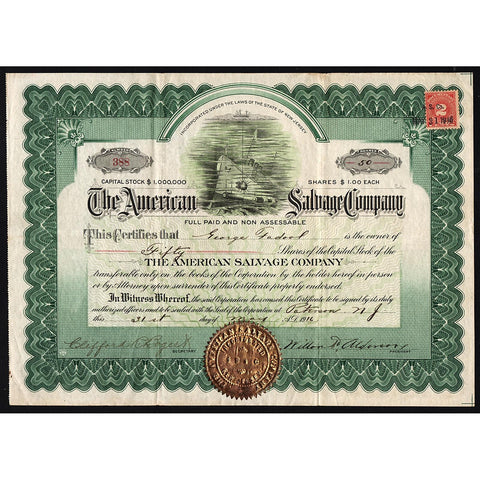 INCORPORATED UNDER THE LAWS OF THE STATE OF NEW JERSEY
NUMBER
388
SHARES
50
CAPITAL STOCK $1,000,000
SHARES $1.00 EACH
The American Salvage Company
FULL PAID AND NON ASSESSABLE
This Certifies that George is the owner of
Fifty Shares of the Capital Stock of the
THE AMERICAN SALVAGE COMPANY
transferable only on the books of the Corporation by the holder hereof in person
or by Attorney upon surrender of this Certificate properly endorsed.
In Witness Whereof, the said Corporation has caused this Certificate to be signed by its duly
authorized officers and to be sealed with the Seal of the Corporation at Paterson N J
this 31st day of May A.D. 1916
SECRETARY
PRESIDENT